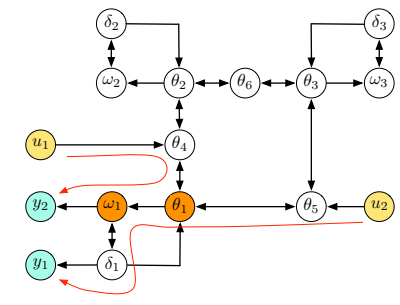 δ₂ δ₃
ω₂ θ₂ θ₆ θ₃ ω₃
u₁ θ₄
y₂ ω₁ θ₁ θ₅ u₂
y₁ δ₁